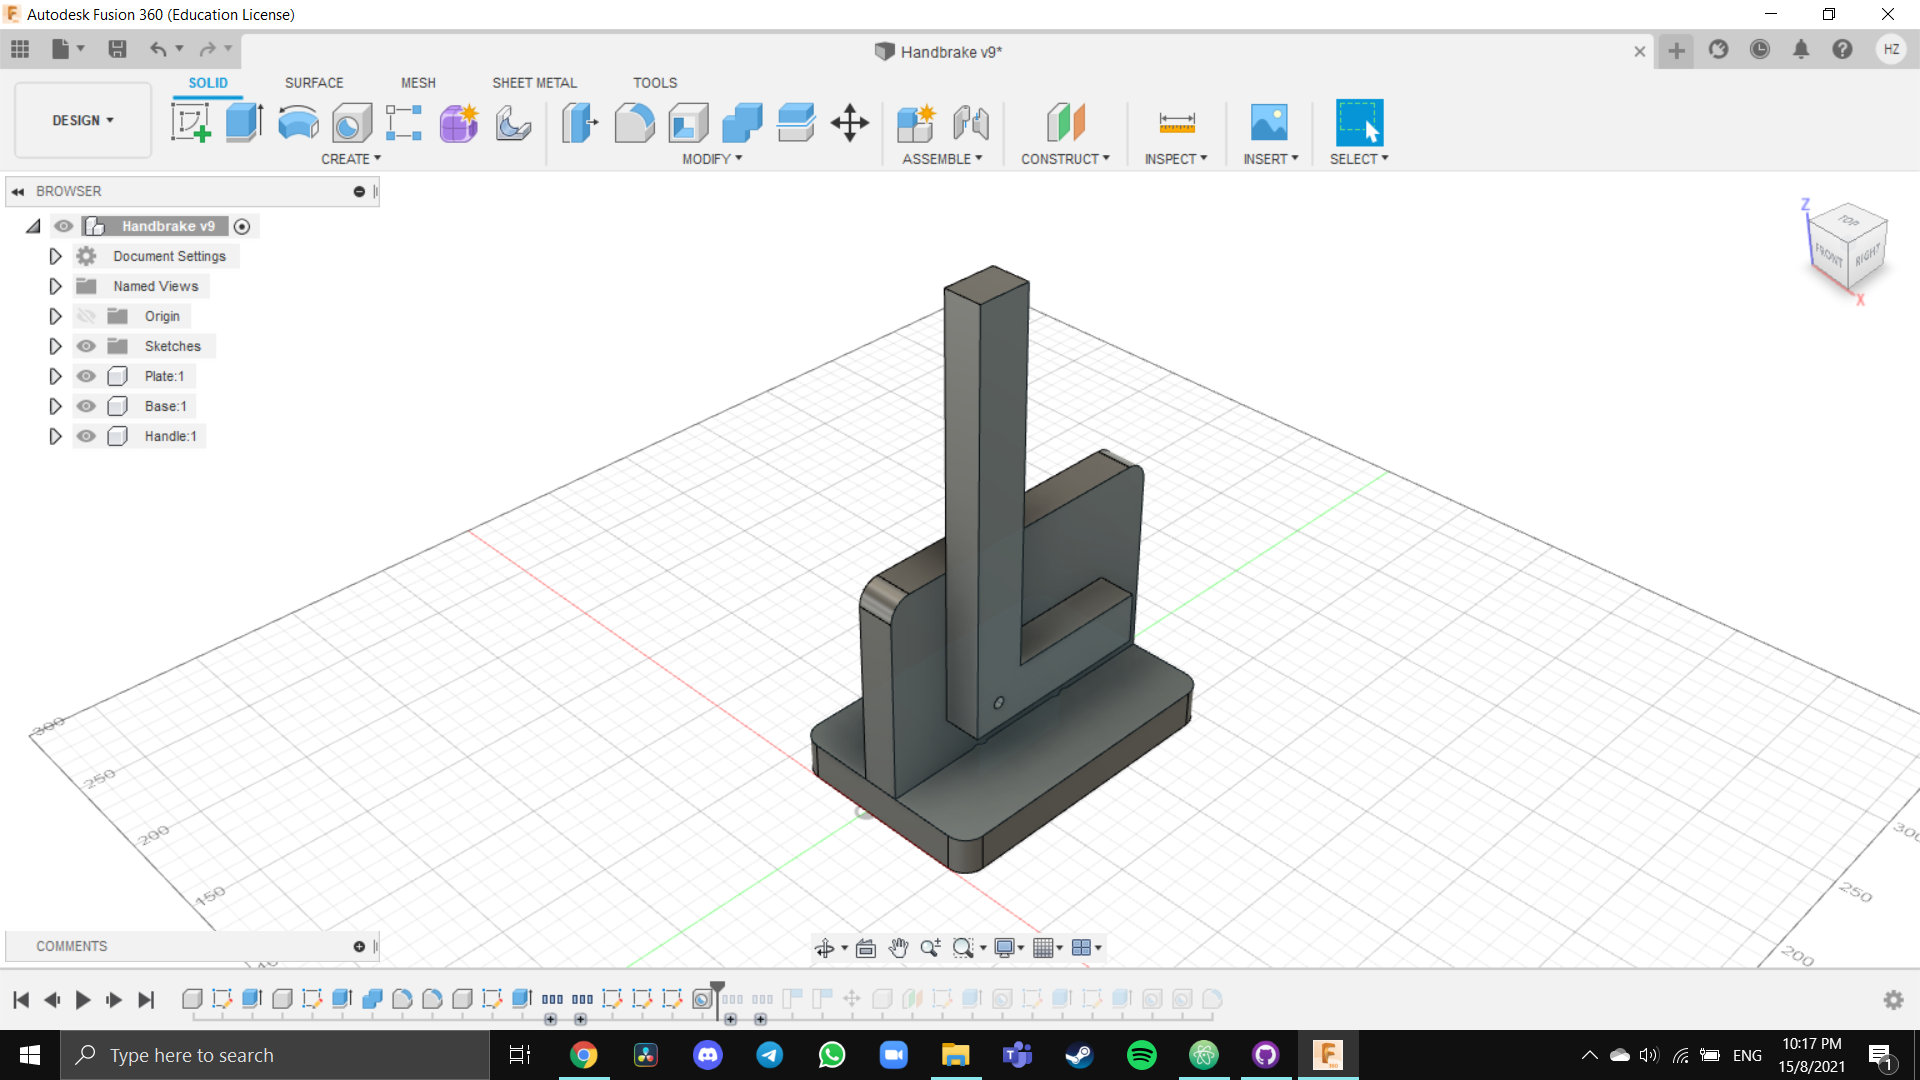 Autodesk Fusion 360 (Education License)
Handbrake v9*
HZ
DESIGN
SOLID
SURFACE
MESH
SHEET METAL
TOOLS
CREATE
MODIFY
ASSEMBLE
CONSTRUCT
INSPECT
INSERT
SELECT
BROWSER
Handbrake v9
Document Settings
Named Views
Origin
Sketches
Plate:1
Base:1
Handle:1
Z
TOP
FRONT
RIGHT
X
300
250
200
150
300
250
200
COMMENTS
Type here to search
ENG
10:17 PM
15/8/2021
1